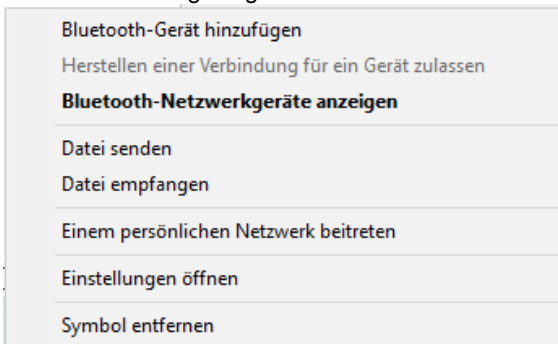 Bluetooth-Gerät hinzufügen
Herstellen einer Verbindung für ein Gerät zulassen
Bluetooth-Netzwerkgeräte anzeigen
Datei senden
Datei empfangen
Einem persönlichen Netzwerk beitreten
Einstellungen öffnen
Symbol entfernen